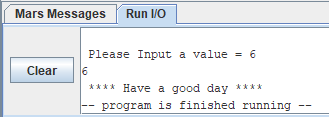 Mars Messages Run I/O
Please Input a value = 6
6
Clear
**** Have a good day ****
-- program is finished running --